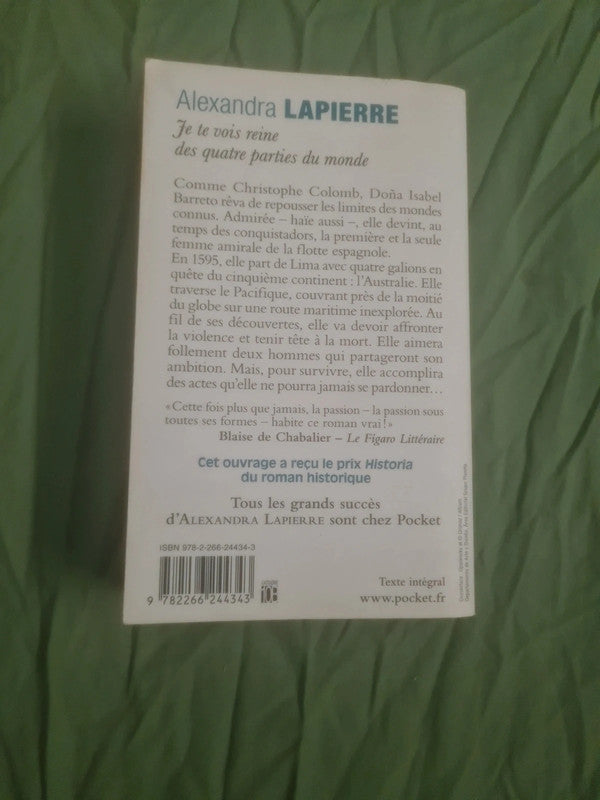 Alexandra LAPIERRE
Je te vois reine
des quatre parties du monde
Comme Christophe Colomb, Doña Isabel
Barreto rêva de repousser les limites des mondes
connus. Admirée – haïe aussi –, elle devint, au
temps des conquistadors, la première et la seule
femme amirale de la flotte espagnole.
En 1595, elle part de Lima avec quatre galions en
quête du cinquième continent : l'Australie. Elle
traverse le Pacifique, couvrant près de la moitié
du globe sur une route maritime inexplorée. Au
fil de ses découvertes, elle va devoir affronter
la violence et tenir tête à la mort. Elle aimera
follement deux hommes qui partageront son
ambition. Mais, pour survivre, elle accomplira
des actes qu'elle ne pourra jamais se pardonner…
« Cette fois plus que jamais, la passion – la passion sous
toutes ses formes – habite ce roman vrai ! »
Blaise de Chabalier – Le Figaro Littéraire
Cet ouvrage a reçu le prix Historia
du roman historique
Tous les grands succès
d'ALEXANDRA LAPIERRE sont chez Pocket
ISBN 978-2-266-24434-3
9 782266 244343
Texte intégral
www.pocket.fr